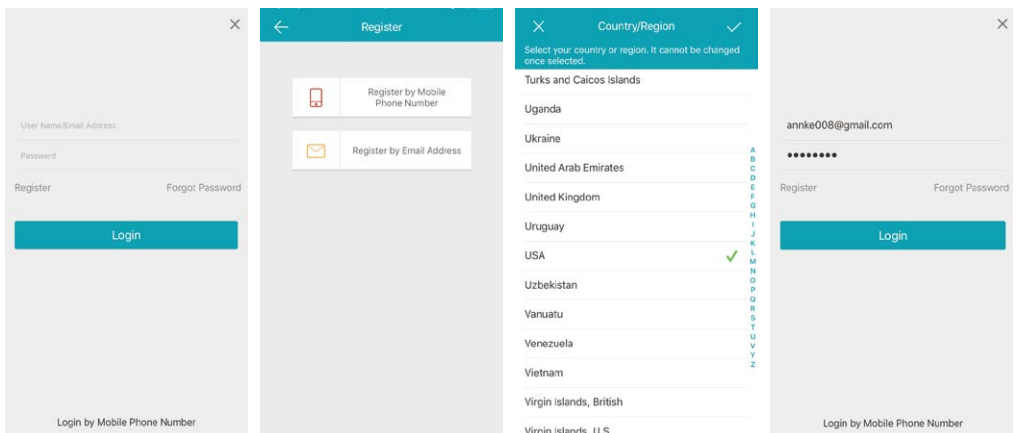 User Name/Email Address
Password
Register
Forgot Password
Login
Login by Mobile Phone Number
Register
Register by Mobile
Phone Number
Register by Email Address
Country/Region
Select your country or region. It cannot be changed
once selected.
Turks and Caicos Islands
Uganda
Ukraine
United Arab Emirates
United Kingdom
Uruguay
USA
Uzbekistan
Vanuatu
Venezuela
Vietnam
Virgin Islands, British
Virgin Islands, U.S.
A
B
C
D
E
F
G
H
I
J
K
L
M
N
O
P
Q
R
S
T
U
V
Y
Z
annke008@gmail.com
••••••••
Register
Forgot Password
Login
Login by Mobile Phone Number